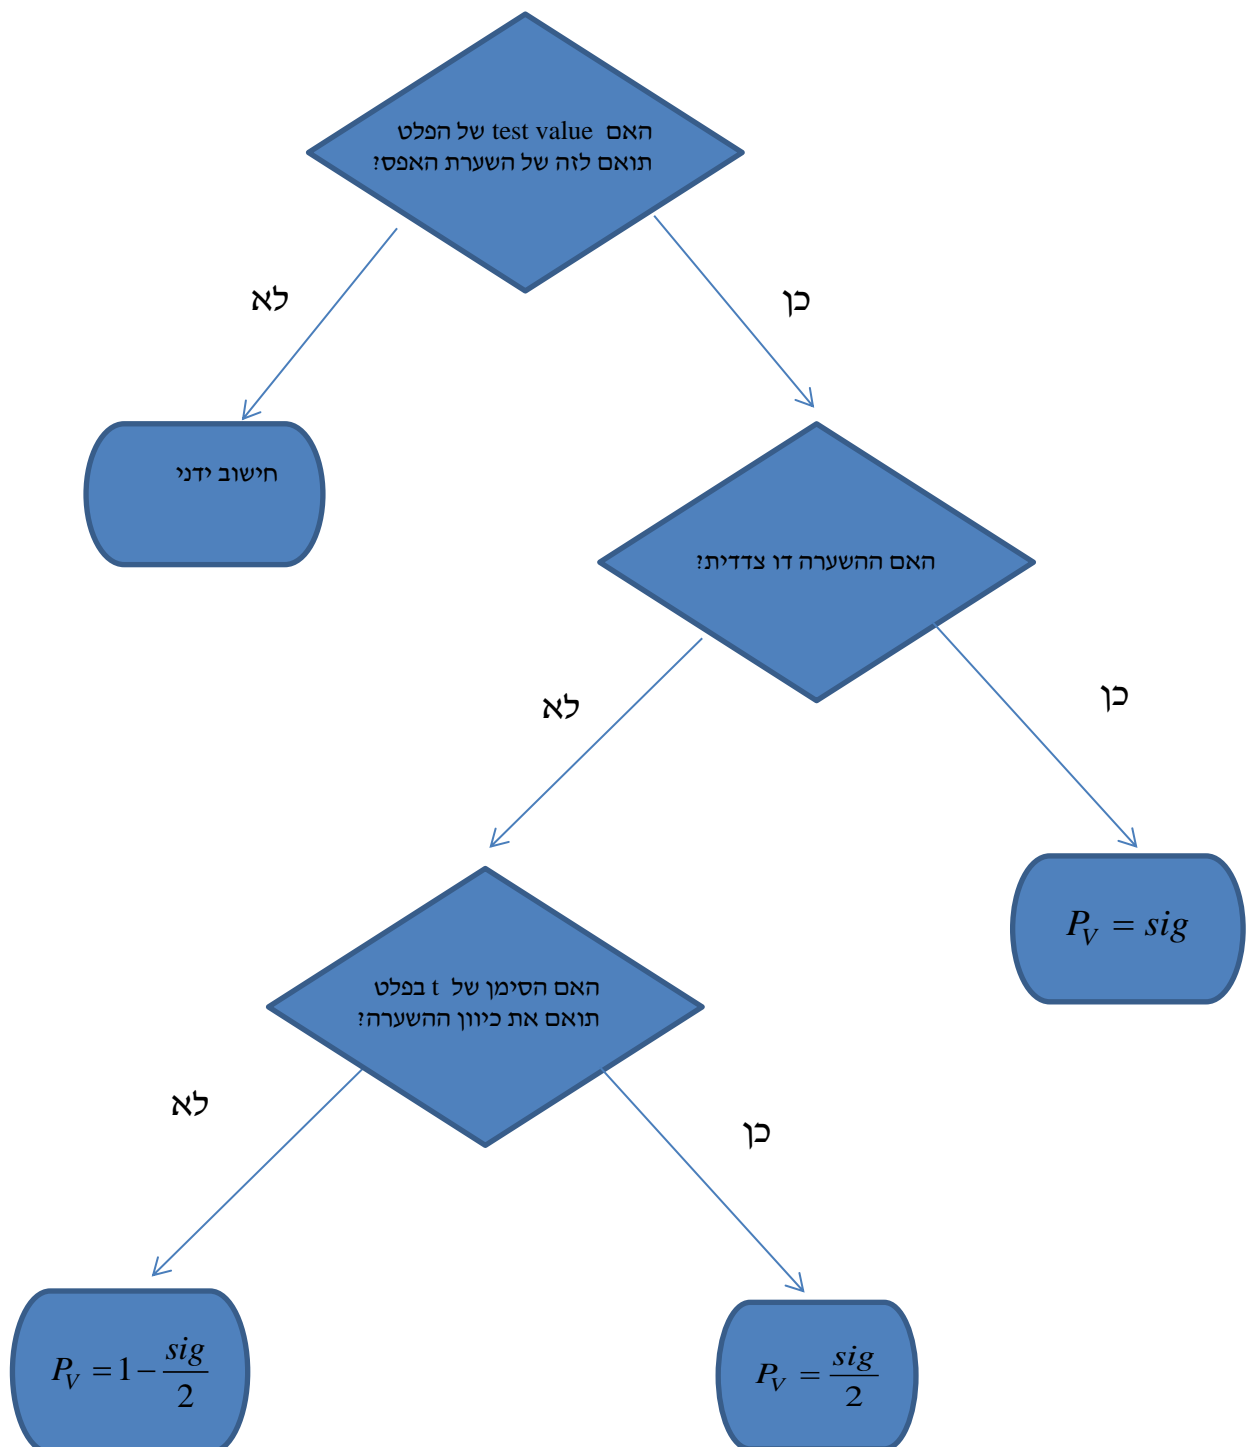 האם test value של הפלט
תואם לזה של השערת האפס?
לא
כן
חישוב ידני
האם ההשערה דו צדדית?
לא
כן
P_V = sig
האם הסימן של t בפלט
תואם את כיוון ההשערה?
לא
כן
P_V = 1 − sig/2
P_V = sig/2